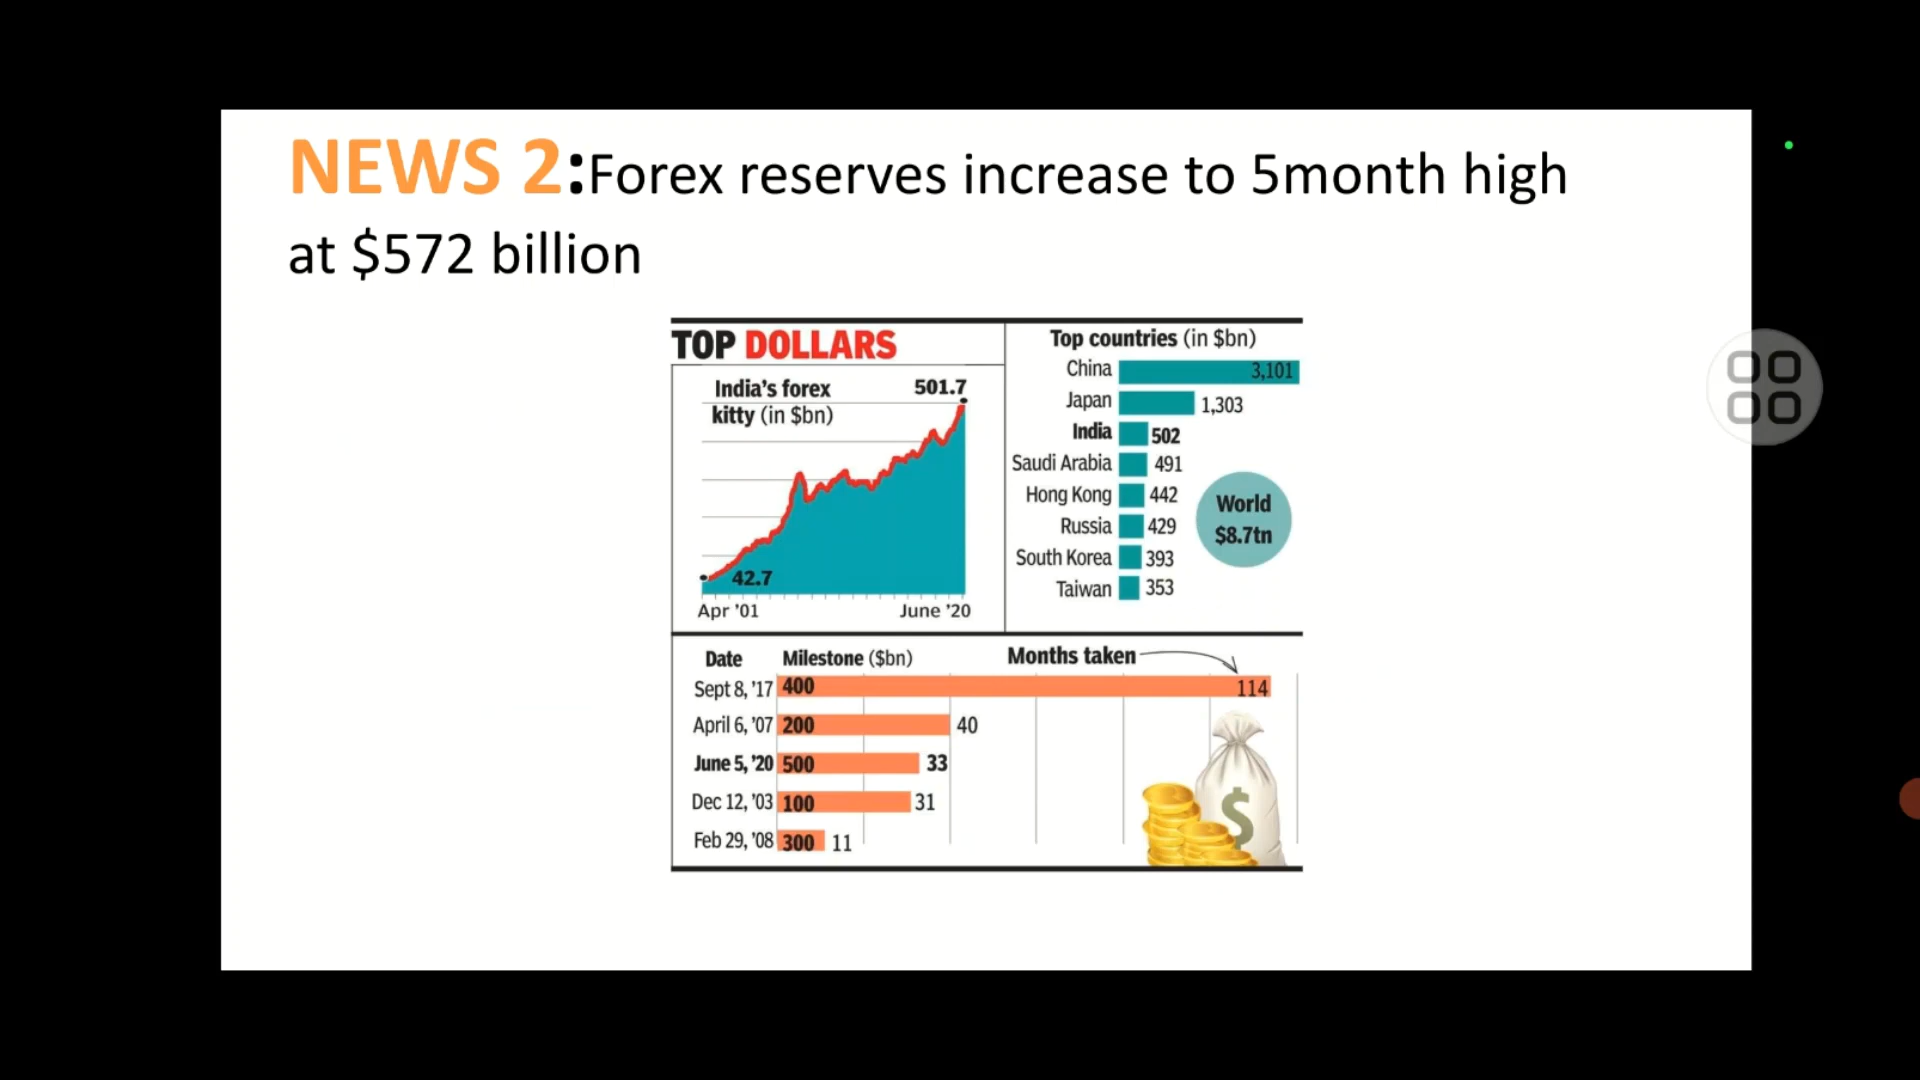 NEWS 2:Forex reserves increase to 5month high
at $572 billion
TOP DOLLARS
India's forex
kitty (in $bn)
501.7
42.7
Apr '01 June '20
Top countries (in $bn)
China 3,101
Japan 1,303
India 502
Saudi Arabia 491
Hong Kong 442
Russia 429
South Korea 393
Taiwan 353
World
$8.7tn
Date Milestone ($bn) Months taken
Sept 8, '17 400 114
April 6, '07 200 40
June 5, '20 500 33
Dec 12, '03 100 31
Feb 29, '08 300 11
$